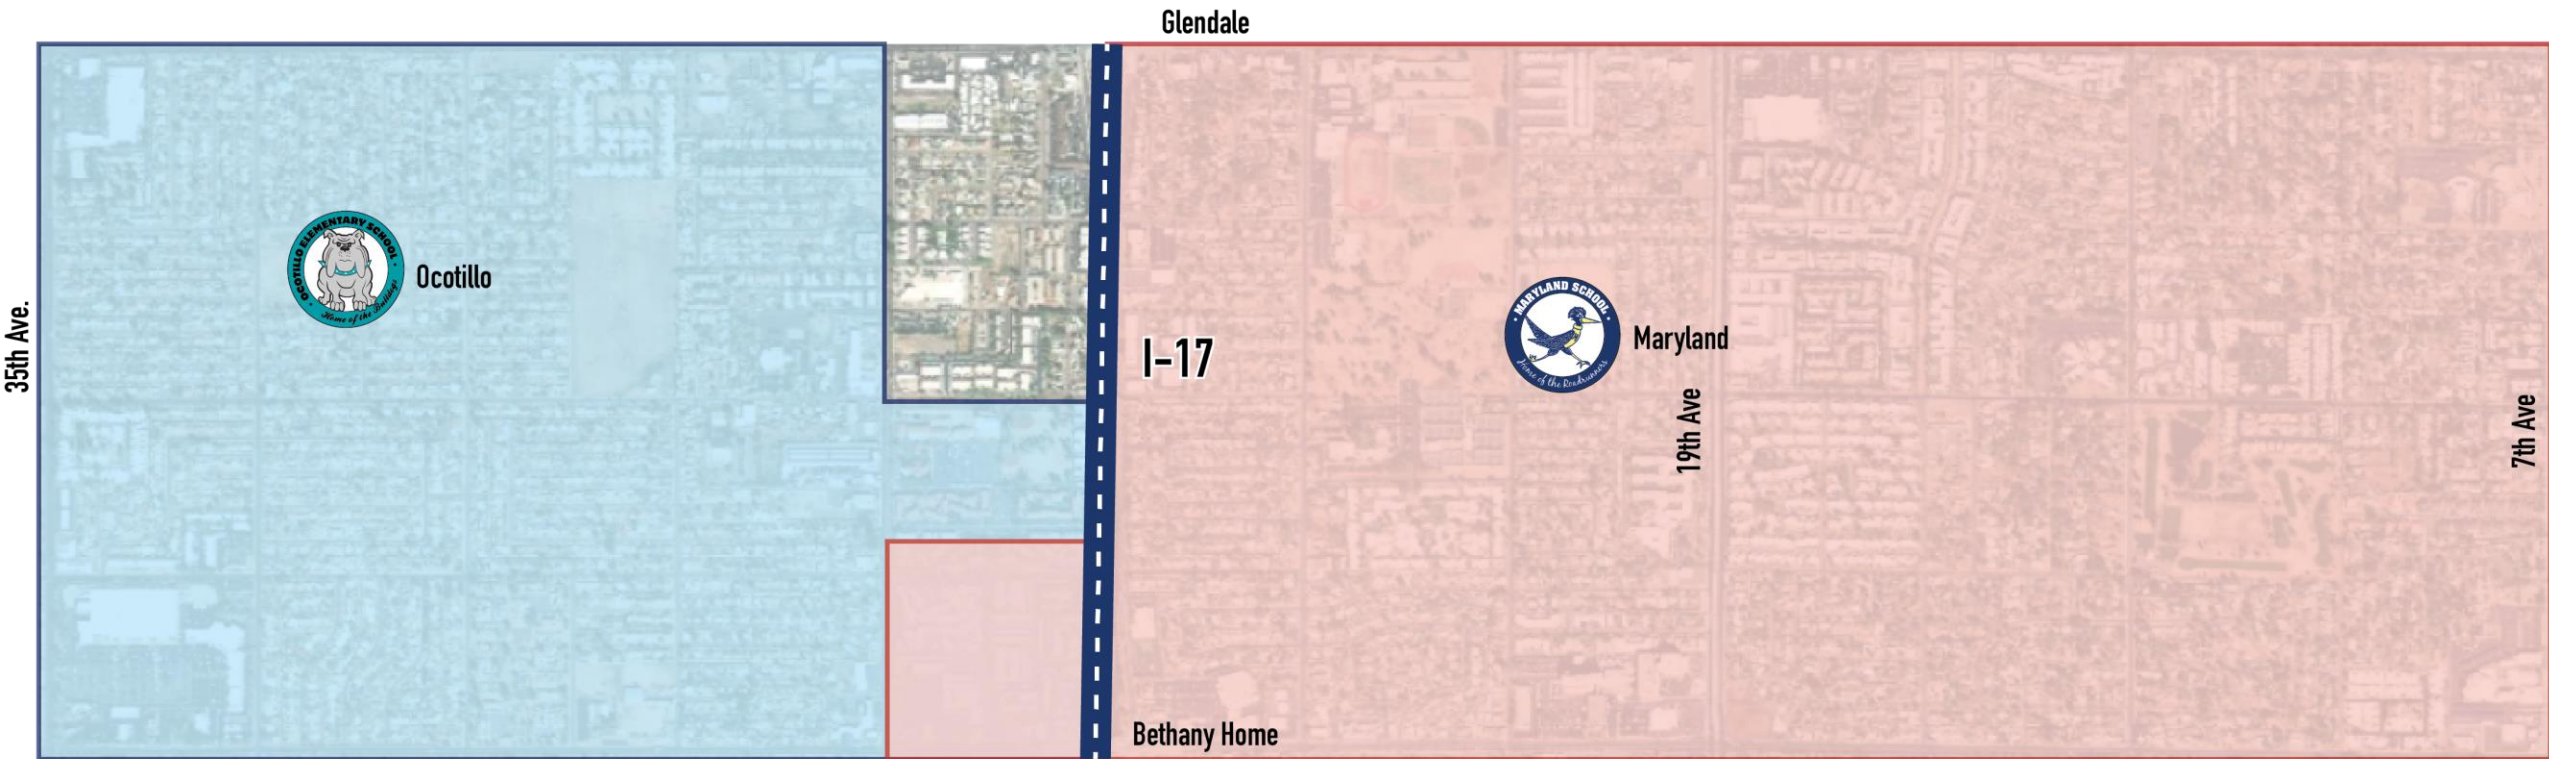 Glendale
OCOTILLO ELEMENTARY SCHOOL
Home of the Bulldogs
Ocotillo
35th Ave.
I-17
MARYLAND SCHOOL
Home of the Roadrunners
Maryland
19th Ave
7th Ave
Bethany Home